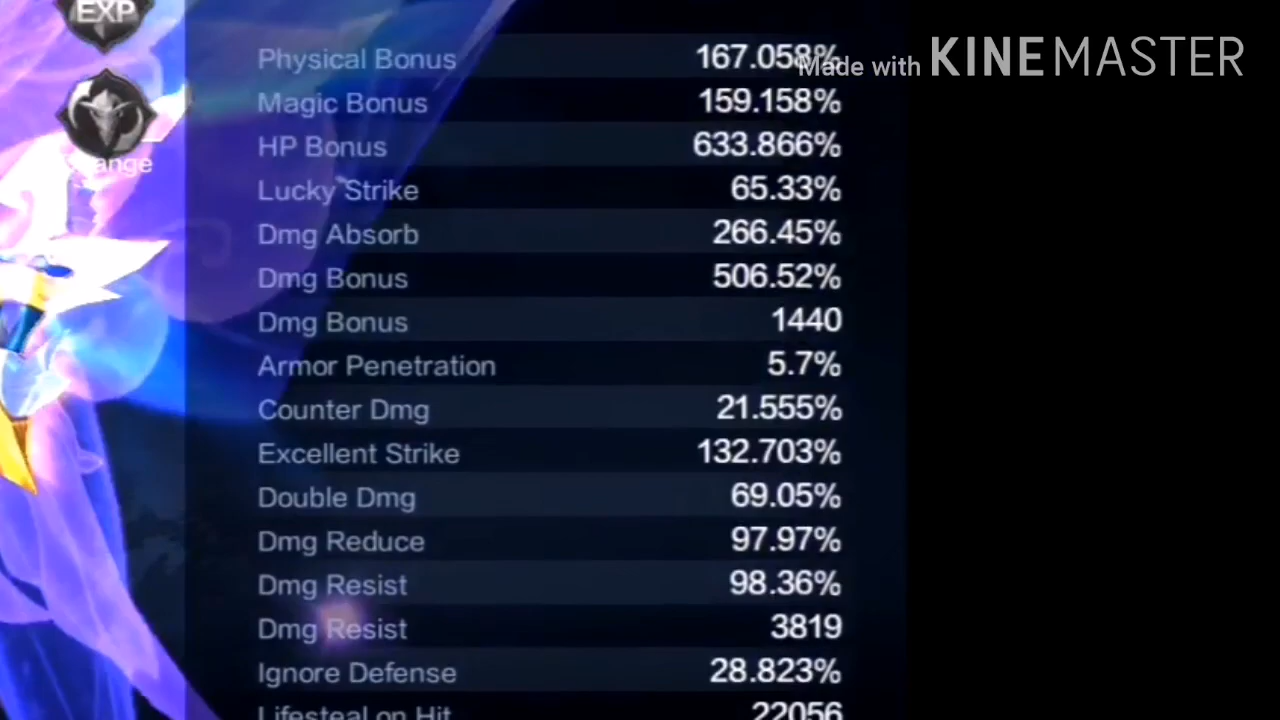 EXP
Made with KINEMASTER
Physical Bonus 167.058%
Magic Bonus 159.158%
HP Bonus 633.866%
Lucky Strike 65.33%
Dmg Absorb 266.45%
Dmg Bonus 506.52%
Dmg Bonus 1440
Armor Penetration 5.7%
Counter Dmg 21.555%
Excellent Strike 132.703%
Double Dmg 69.05%
Dmg Reduce 97.97%
Dmg Resist 98.36%
Dmg Resist 3819
Ignore Defense 28.823%
Lifesteal on Hit 22056